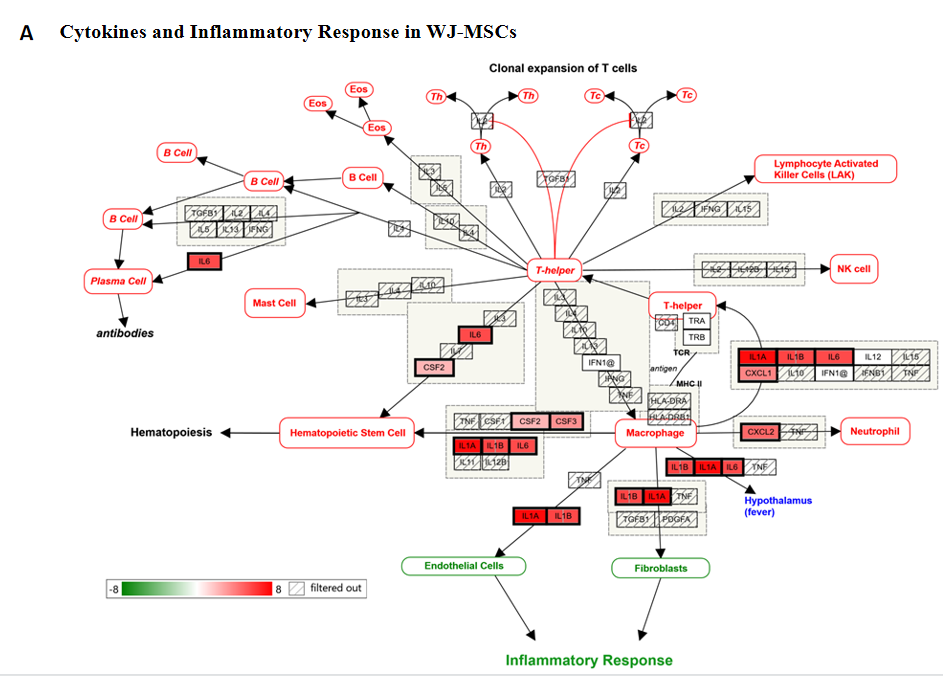 A Cytokines and Inflammatory Response in WJ-MSCs
Clonal expansion of T cells
Eos
Eos
Eos
Th
Th
Tc
Tc
IL2
IL2
Th
Tc
B Cell
B Cell
B Cell
B Cell
IL3
IL5
IL2
TGFB1
IL2
Lymphocyte Activated
Killer Cells (LAK)
TGFB1 IL2 IL4
IL5 IL13 IFNG
IL4
IL10
IL4
IL2 IFNG IL15
IL6
Plasma Cell
antibodies
T-helper
IL2 IL12B IL15
NK cell
Mast Cell
IL3 IL4 IL10
T-helper
CD4
TRA
TRB
TCR
antigen
MHC II
HLA-DRA
HLA-DRB1
IL3
IL6
IL7
CSF2
IL3
IL4
IL10
IL13
IFN1@
IFNG
TNF
IL1A IL1B IL6 IL12 IL15
CXCL1 IL10 IFN1@ IFNB1 TNF
Hematopoiesis
Hematopoietic Stem Cell
TNF CSF1 CSF2 CSF3
IL1A IL1B IL6
IL11 IL12B
Macrophage
CXCL2 TNF
Neutrophil
IL1B IL1A IL6 TNF
Hypothalamus
(fever)
TNF
IL1A IL1B
IL1B IL1A TNF
TGFB1 PDGFA
Endothelial Cells
Fibroblasts
-8 8 filtered out
Inflammatory Response